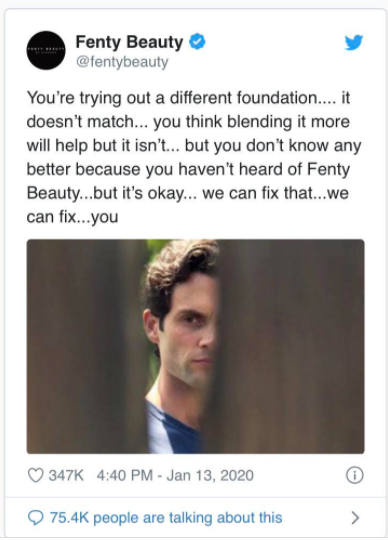 FENTY BEAUTY
Fenty Beauty
@fentybeauty
You’re trying out a different foundation.... it
doesn’t match... you think blending it more
will help but it isn’t... but you don’t know any
better because you haven’t heard of Fenty
Beauty...but it’s okay... we can fix that...we
can fix...you
347K 4:40 PM - Jan 13, 2020
75.4K people are talking about this